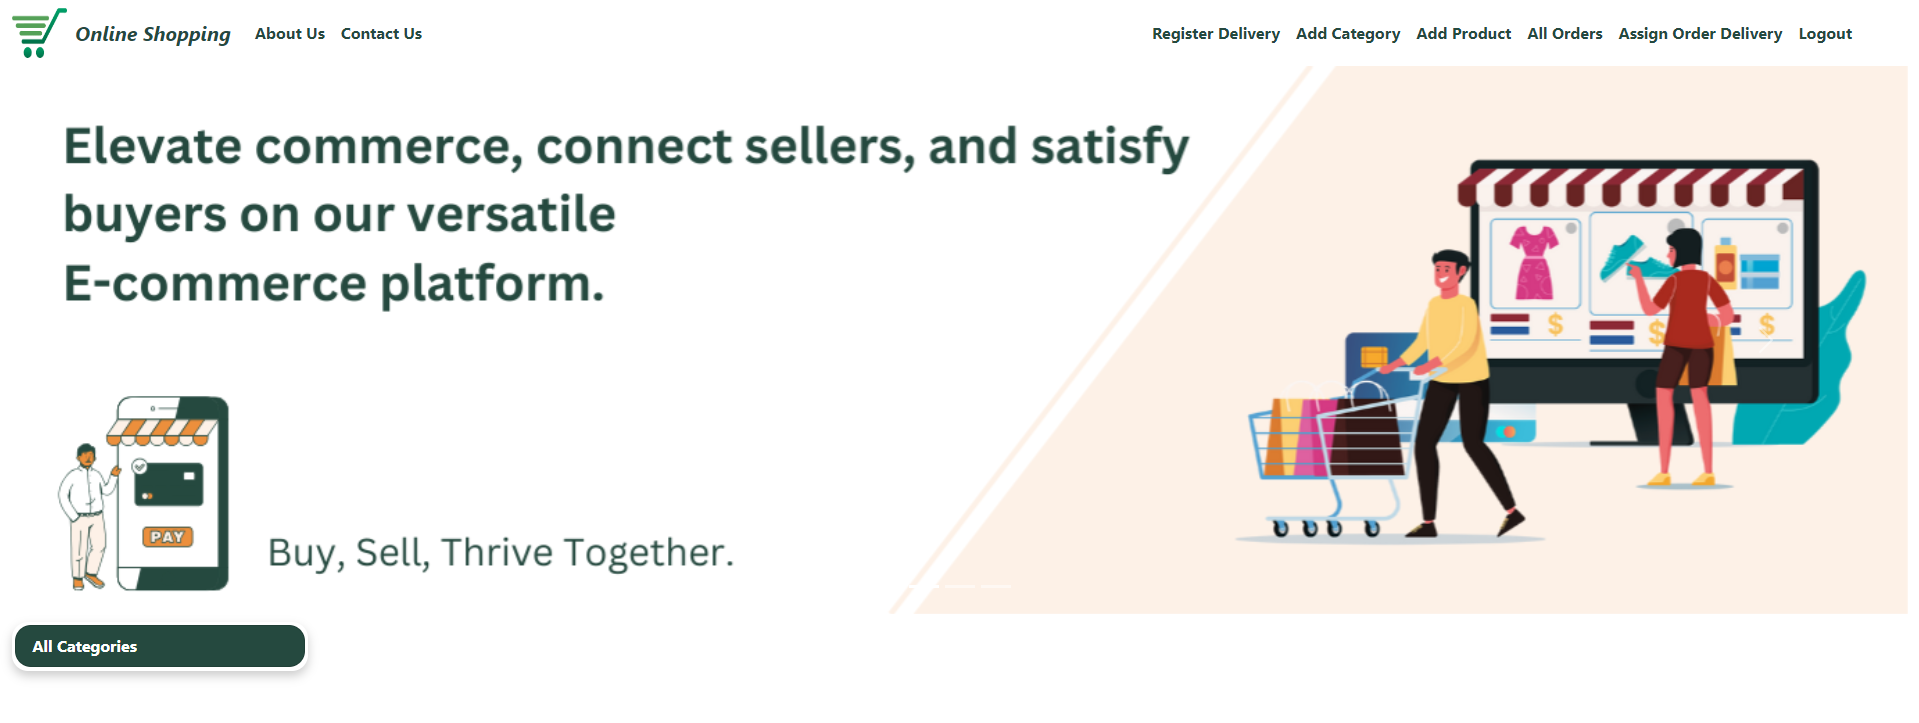 Online Shopping About Us Contact Us Register Delivery Add Category Add Product All Orders Assign Order Delivery Logout
Elevate commerce, connect sellers, and satisfy
buyers on our versatile
E-commerce platform.
$ $ $
PAY
Buy, Sell, Thrive Together.
All Categories